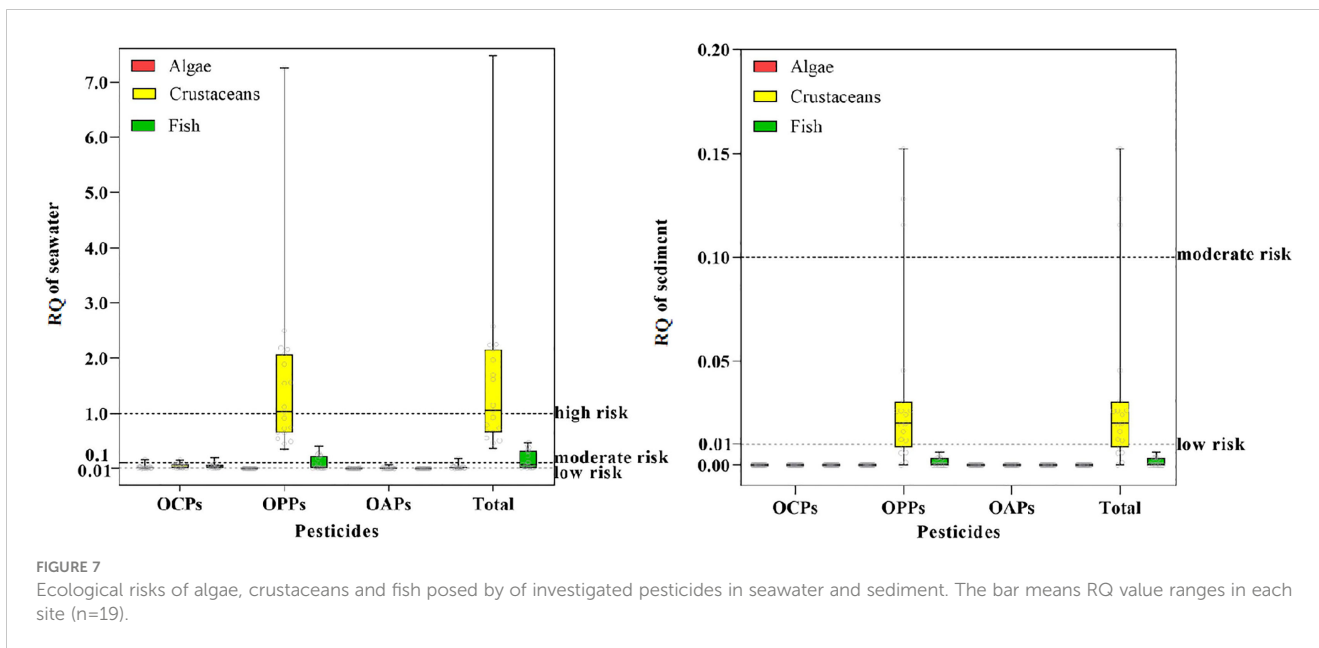 7.0
6.0
5.0
4.0
3.0
2.0
1.0
0.1
0.01
RQ of seawater
Algae
Crustaceans
Fish
high risk
moderate risk
low risk
OCPs
OPPs
OAPs
Total
Pesticides
0.20
0.15
0.10
0.05
0.01
0.00
RQ of sediment
Algae
Crustaceans
Fish
moderate risk
low risk
OCPs
OPPs
OAPs
Total
Pesticides
FIGURE 7
Ecological risks of algae, crustaceans and fish posed by of investigated pesticides in seawater and sediment. The bar means RQ value ranges in each
site (n=19).